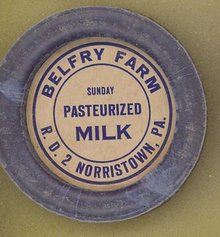 BELFRY FARM
SUNDAY
PASTEURIZED
MILK
R. D. 2 NORRISTOWN, PA.